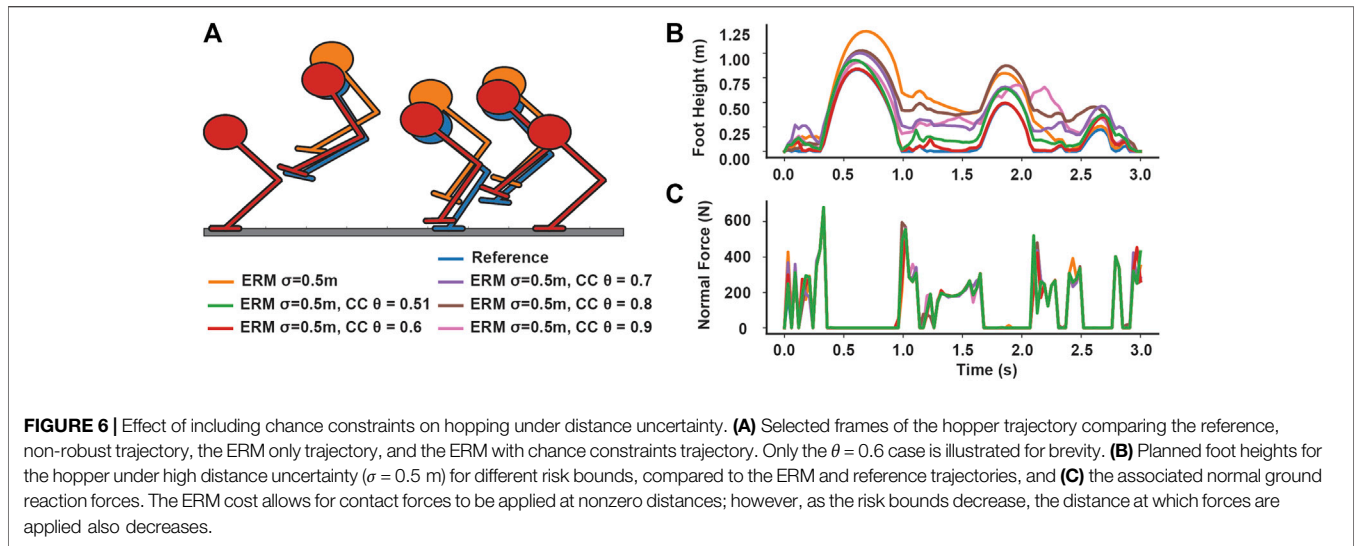 A
Reference
ERM σ=0.5m
ERM σ=0.5m, CC θ = 0.7
ERM σ=0.5m, CC θ = 0.51
ERM σ=0.5m, CC θ = 0.8
ERM σ=0.5m, CC θ = 0.6
ERM σ=0.5m, CC θ = 0.9
B
Foot Height (m)
1.25
1.00
0.75
0.50
0.25
0.00
0.0 0.5 1.0 1.5 2.0 2.5 3.0
C
Normal Force (N)
600
400
200
0
0.0 0.5 1.0 1.5 2.0 2.5 3.0
Time (s)
FIGURE 6 | Effect of including chance constraints on hopping under distance uncertainty. (A) Selected frames of the hopper trajectory comparing the reference,
non-robust trajectory, the ERM only trajectory, and the ERM with chance constraints trajectory. Only the θ = 0.6 case is illustrated for brevity. (B) Planned foot heights for
the hopper under high distance uncertainty (σ = 0.5 m) for different risk bounds, compared to the ERM and reference trajectories, and (C) the associated normal ground
reaction forces. The ERM cost allows for contact forces to be applied at nonzero distances; however, as the risk bounds decrease, the distance at which forces are
applied also decreases.